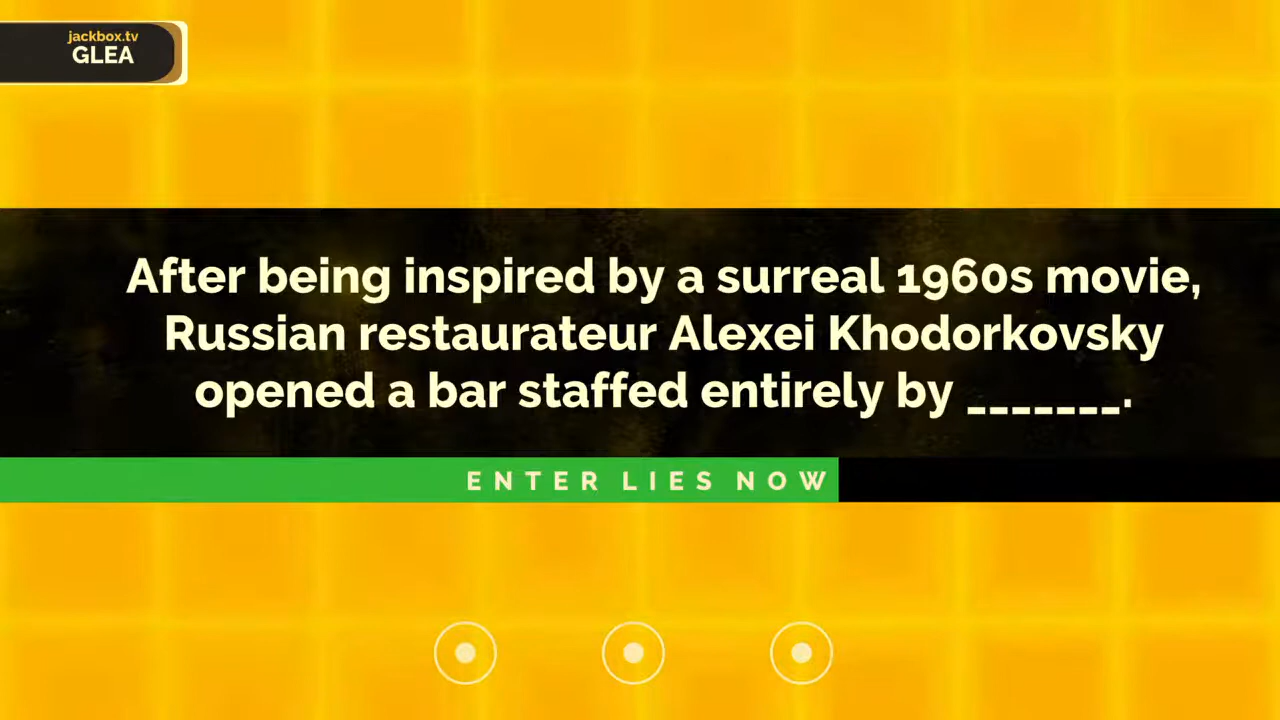 jackbox.tv
GLEA
After being inspired by a surreal 1960s movie,
Russian restaurateur Alexei Khodorkovsky
opened a bar staffed entirely by _______.
ENTER LIES NOW